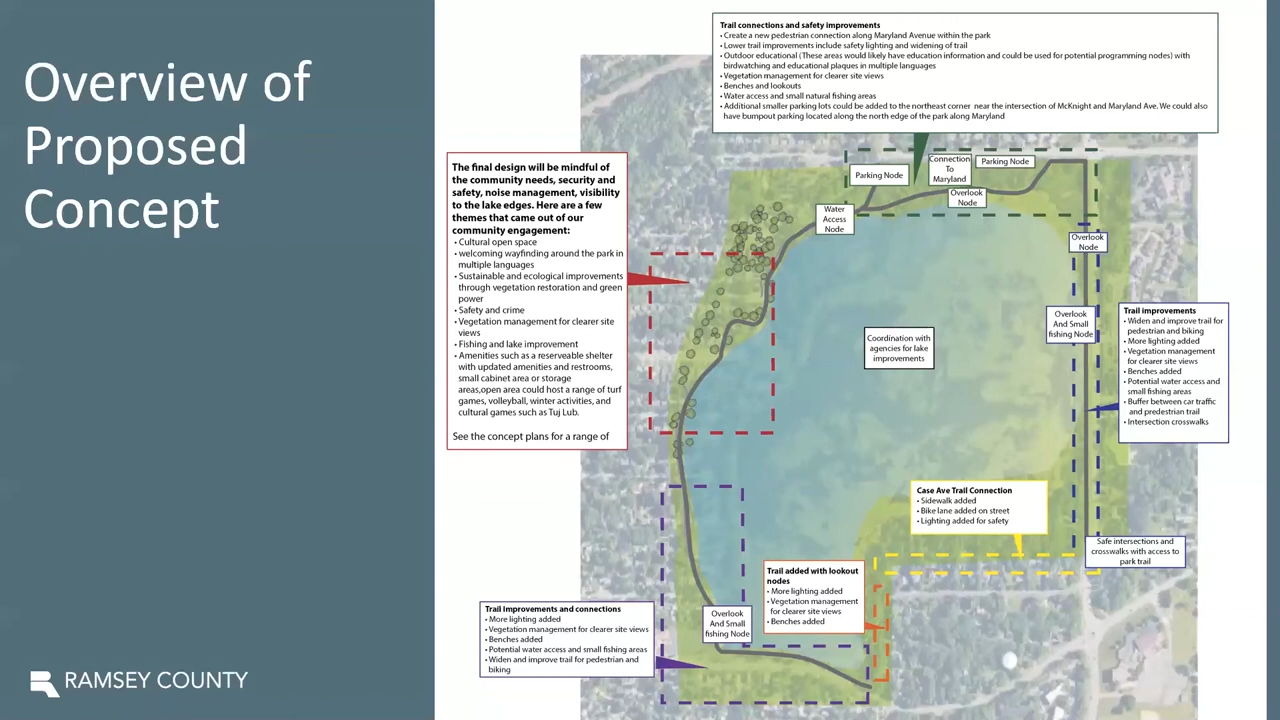 Overview of
Proposed
Concept
Trail connections and safety improvements
• Create a new pedestrian connection along Maryland Avenue within the park
• Lower trail improvements include safety lighting and widening of trail
• Outdoor educational (These areas would likely have education information and could be used for potential programming nodes) with
birdwatching and educational plaques in multiple languages
• Vegetation management for clearer site views
• Benches and lookouts
• Water access and small natural fishing areas
• Additional smaller parking lots could be added to the northeast corner near the intersection of McKnight and Maryland Ave. We could also
have bumpout parking located along the north edge of the park along Maryland
The final design will be mindful of
the community needs, security and
safety, noise management, visibility
to the lake edges. Here are a few
themes that came out of our
community engagement:
• Cultural open space
• welcoming wayfinding around the park in
multiple languages
• Sustainable and ecological improvements
through vegetation restoration and green
power
• Safety and crime
• Vegetation management for clearer site
views
• Fishing and lake improvement
• Amenities such as a reserveable shelter
with updated amenities and restrooms,
small cabinet area or storage
areas,open area could host a range of turf
games, volleyball, winter activities, and
cultural games such as Tuj Lub.
See the concept plans for a range of
Parking Node
Connection
To
Maryland
Parking Node
Overlook
Node
Water
Access
Node
Overlook
Node
Overlook
And Small
fishing Node
Coordination with
agencies for lake
improvements
Trail improvements
• Widen and improve trail for
pedestrian and biking
• More lighting added
• Vegetation management
for clearer site views
• Benches added
• Potential water access and
small fishing areas
• Buffer between car traffic
and predestrian trail
• Intersection crosswalks
Case Ave Trail Connection
• Sidewalk added
• Bike lane added on street
• Lighting added for safety
Safe intersections and
crosswalks with access to
park trail
Trail added with lookout
nodes
• More lighting added
• Vegetation management
for clearer site views
• Benches added
Overlook
And Small
fishing Node
Trail Improvements and connections
• More lighting added
• Vegetation management for clearer site views
• Benches added
• Potential water access and small fishing areas
• Widen and improve trail for pedestrian and
biking
RAMSEY COUNTY